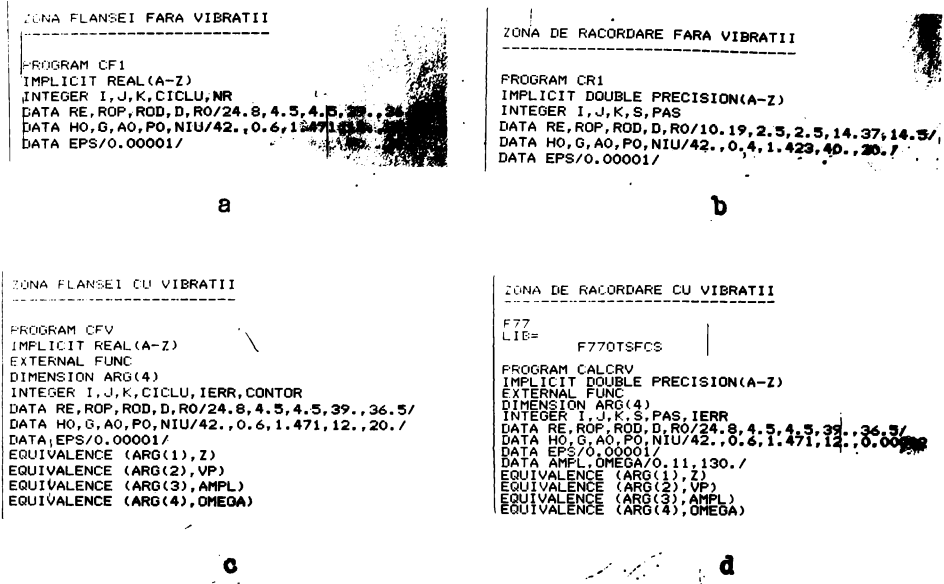 ZONA FLANSEI FARA VIBRATII
PROGRAM CF1
IMPLICIT REAL(A-Z)
INTEGER I,J,K,CICLU,NR
DATA RE,ROP,ROD,D,RO/24.8,4.5,4.5,39.,36
DATA HO,G,AO,PO,NIU/42.,0.6,1.471
DATA EPS/0.00001/
a
ZONA DE RACORDARE FARA VIBRATII
PROGRAM CR1
IMPLICIT DOUBLE PRECISION(A-Z)
INTEGER I,J,K,S,PAS
DATA RE,ROP,ROD,D,RO/10.19,2.5,2.5,14.37,14.5/
DATA HO,G,AO,PO,NIU/42.,0.4,1.423,40.,20./
DATA EPS/0.00001/
b
ZONA FLANSEI CU VIBRATII
PROGRAM CFV
IMPLICIT REAL(A-Z)
EXTERNAL FUNC
DIMENSION ARG(4)
INTEGER I,J,K,CICLU,IERR,CONTOR
DATA RE,ROP,ROD,D,RO/24.8,4.5,4.5,39.,36.5/
DATA HO,G,AO,PO,NIU/42.,0.6,1.471,12.,20./
DATA EPS/0.00001/
EQUIVALENCE (ARG(1),Z)
EQUIVALENCE (ARG(2),VP)
EQUIVALENCE (ARG(3),AMPL)
EQUIVALENCE (ARG(4),OMEGA)
c
ZONA DE RACORDARE CU VIBRATII
F77
LIB=
F77OTSFCS
PROGRAM CALCRV
IMPLICIT DOUBLE PRECISION(A-Z)
EXTERNAL FUNC
DIMENSION ARG(4)
INTEGER I,J,K,S,PAS,IERR
DATA RE,ROP,ROD,D,RO/24.8,4.5,4.5,39.,36.5/
DATA HO,G,AO,PO,NIU/42.,0.6,1.471,12.,0.00
DATA EPS/0.00001/
DATA AMPL,OMEGA/0.11,130./
EQUIVALENCE (ARG(1),Z)
EQUIVALENCE (ARG(2),VP)
EQUIVALENCE (ARG(3),AMPL)
EQUIVALENCE (ARG(4),OMEGA)
d